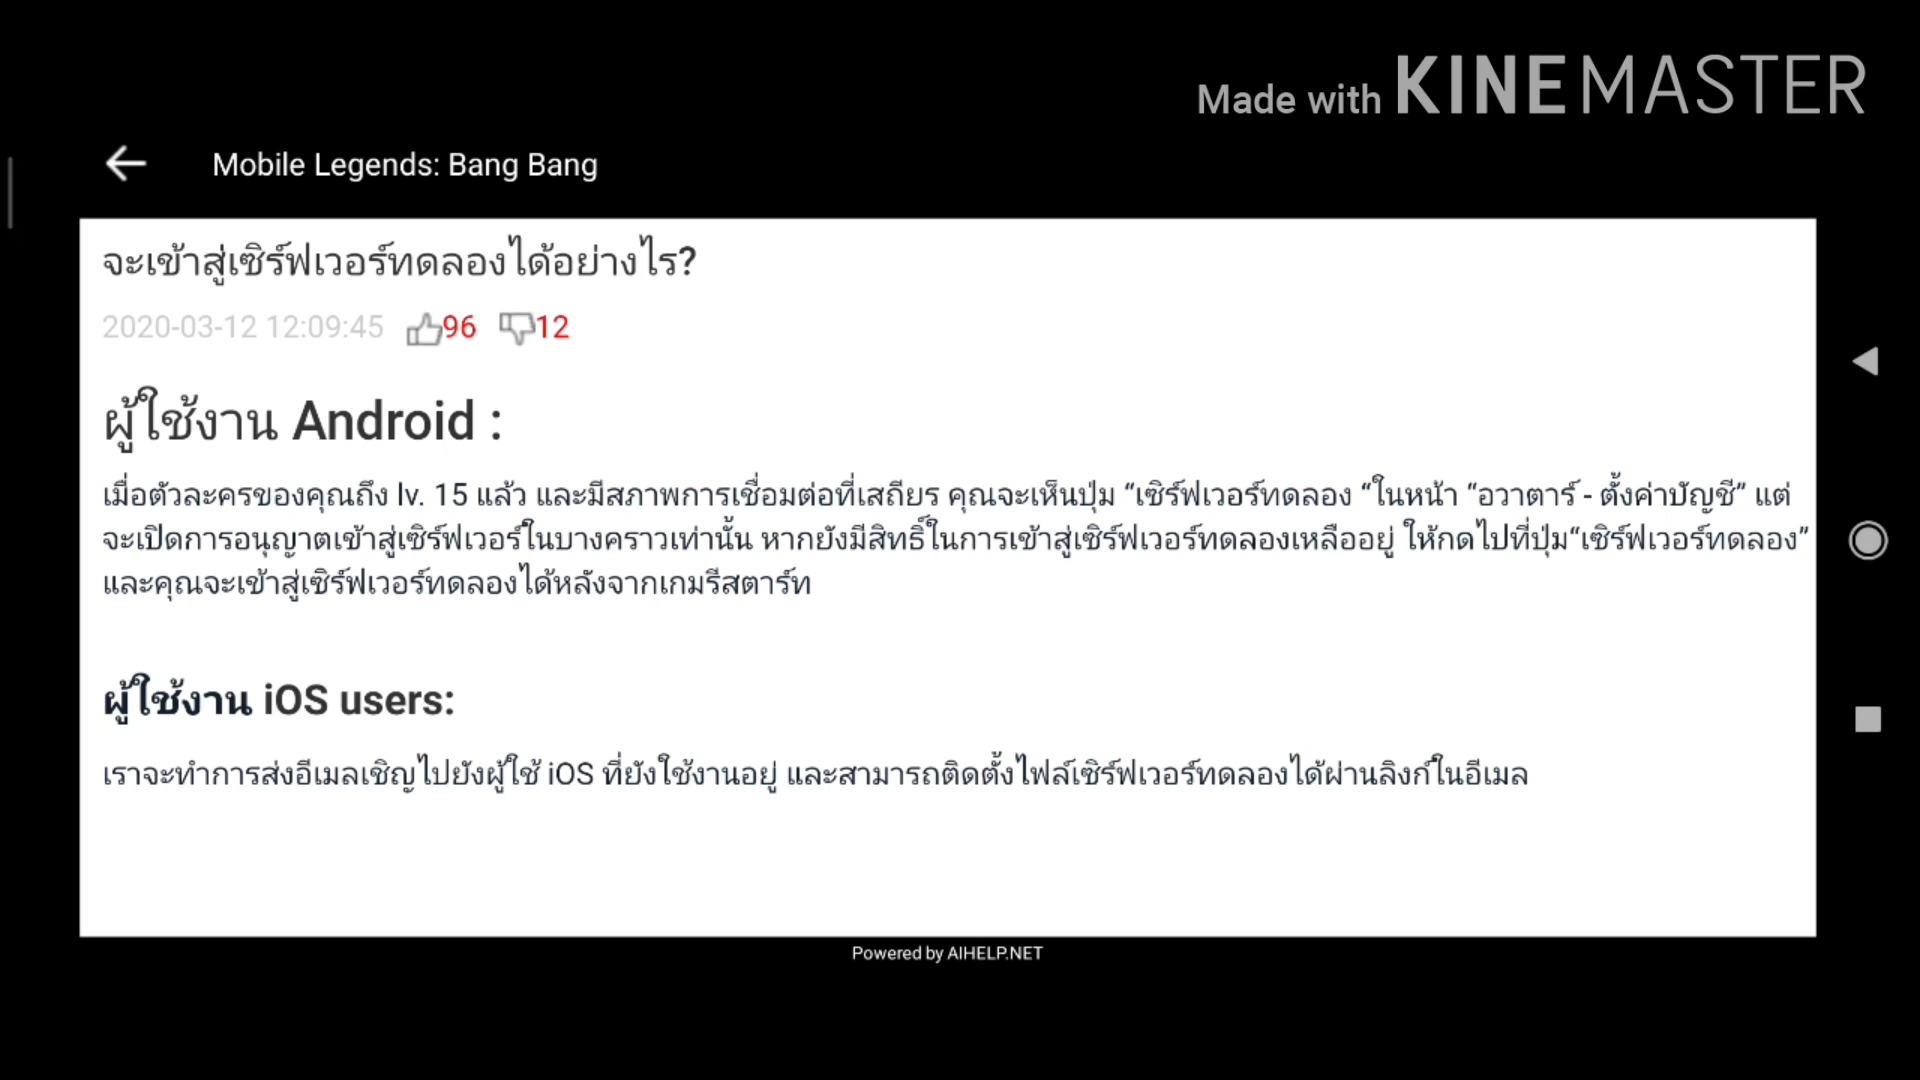 Made with KINEMASTER
Mobile Legends: Bang Bang
จะเข้าสู่เซิร์ฟเวอร์ทดลองได้อย่างไร?
2020-03-12 12:09:45 96 12
ผู้ใช้งาน Android :
เมื่อตัวละครของคุณถึง lv. 15 แล้ว และมีสภาพการเชื่อมต่อที่เสถียร คุณจะเห็นปุ่ม “เซิร์ฟเวอร์ทดลอง “ในหน้า “อวาตาร์ - ตั้งค่าบัญชี” แต่
จะเปิดการอนุญาตเข้าสู่เซิร์ฟเวอร์ในบางคราวเท่านั้น หากยังมีสิทธิ์ในการเข้าสู่เซิร์ฟเวอร์ทดลองเหลืออยู่ ให้กดไปที่ปุ่ม“เซิร์ฟเวอร์ทดลอง”
และคุณจะเข้าสู่เซิร์ฟเวอร์ทดลองได้หลังจากเกมรีสตาร์ท
ผู้ใช้งาน iOS users:
เราจะทำการส่งอีเมลเชิญไปยังผู้ใช้ iOS ที่ยังใช้งานอยู่ และสามารถติดตั้งไฟล์เซิร์ฟเวอร์ทดลองได้ผ่านลิงก์ในอีเมล
Powered by AIHELP.NET